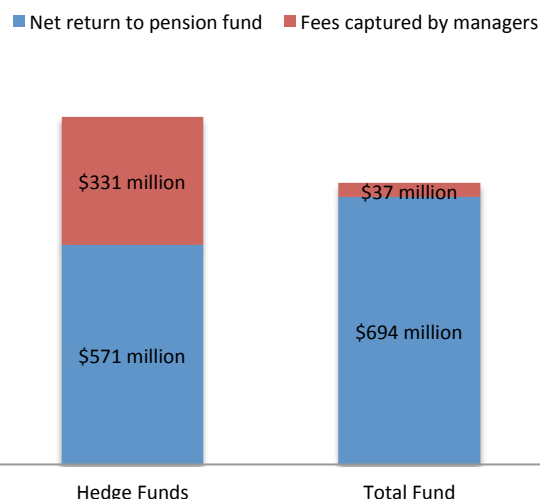 Net return to pension fund Fees captured by managers
$331 million
$37 million
$571 million
$694 million
Hedge Funds Total Fund